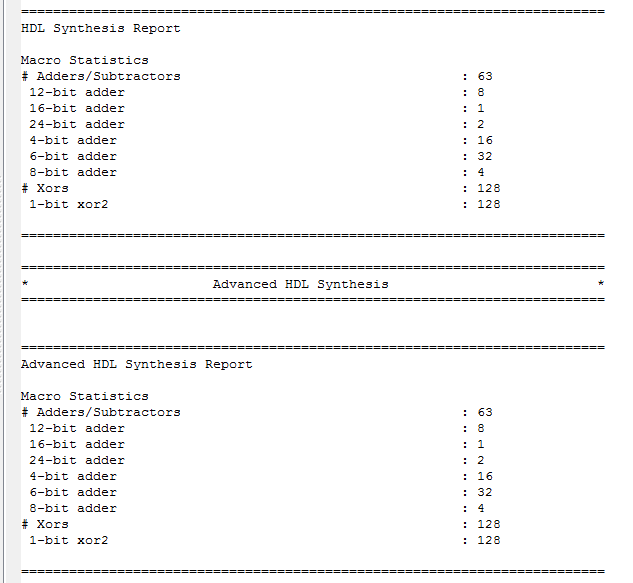 =========================================================================
HDL Synthesis Report

Macro Statistics
# Adders/Subtractors                                   : 63
 12-bit adder                                          : 8
 16-bit adder                                          : 1
 24-bit adder                                          : 2
 4-bit adder                                           : 16
 6-bit adder                                           : 32
 8-bit adder                                           : 4
# Xors                                                 : 128
 1-bit xor2                                            : 128

=========================================================================

=========================================================================
*                       Advanced HDL Synthesis                          *
=========================================================================


=========================================================================
Advanced HDL Synthesis Report

Macro Statistics
# Adders/Subtractors                                   : 63
 12-bit adder                                          : 8
 16-bit adder                                          : 1
 24-bit adder                                          : 2
 4-bit adder                                           : 16
 6-bit adder                                           : 32
 8-bit adder                                           : 4
# Xors                                                 : 128
 1-bit xor2                                            : 128

=========================================================================